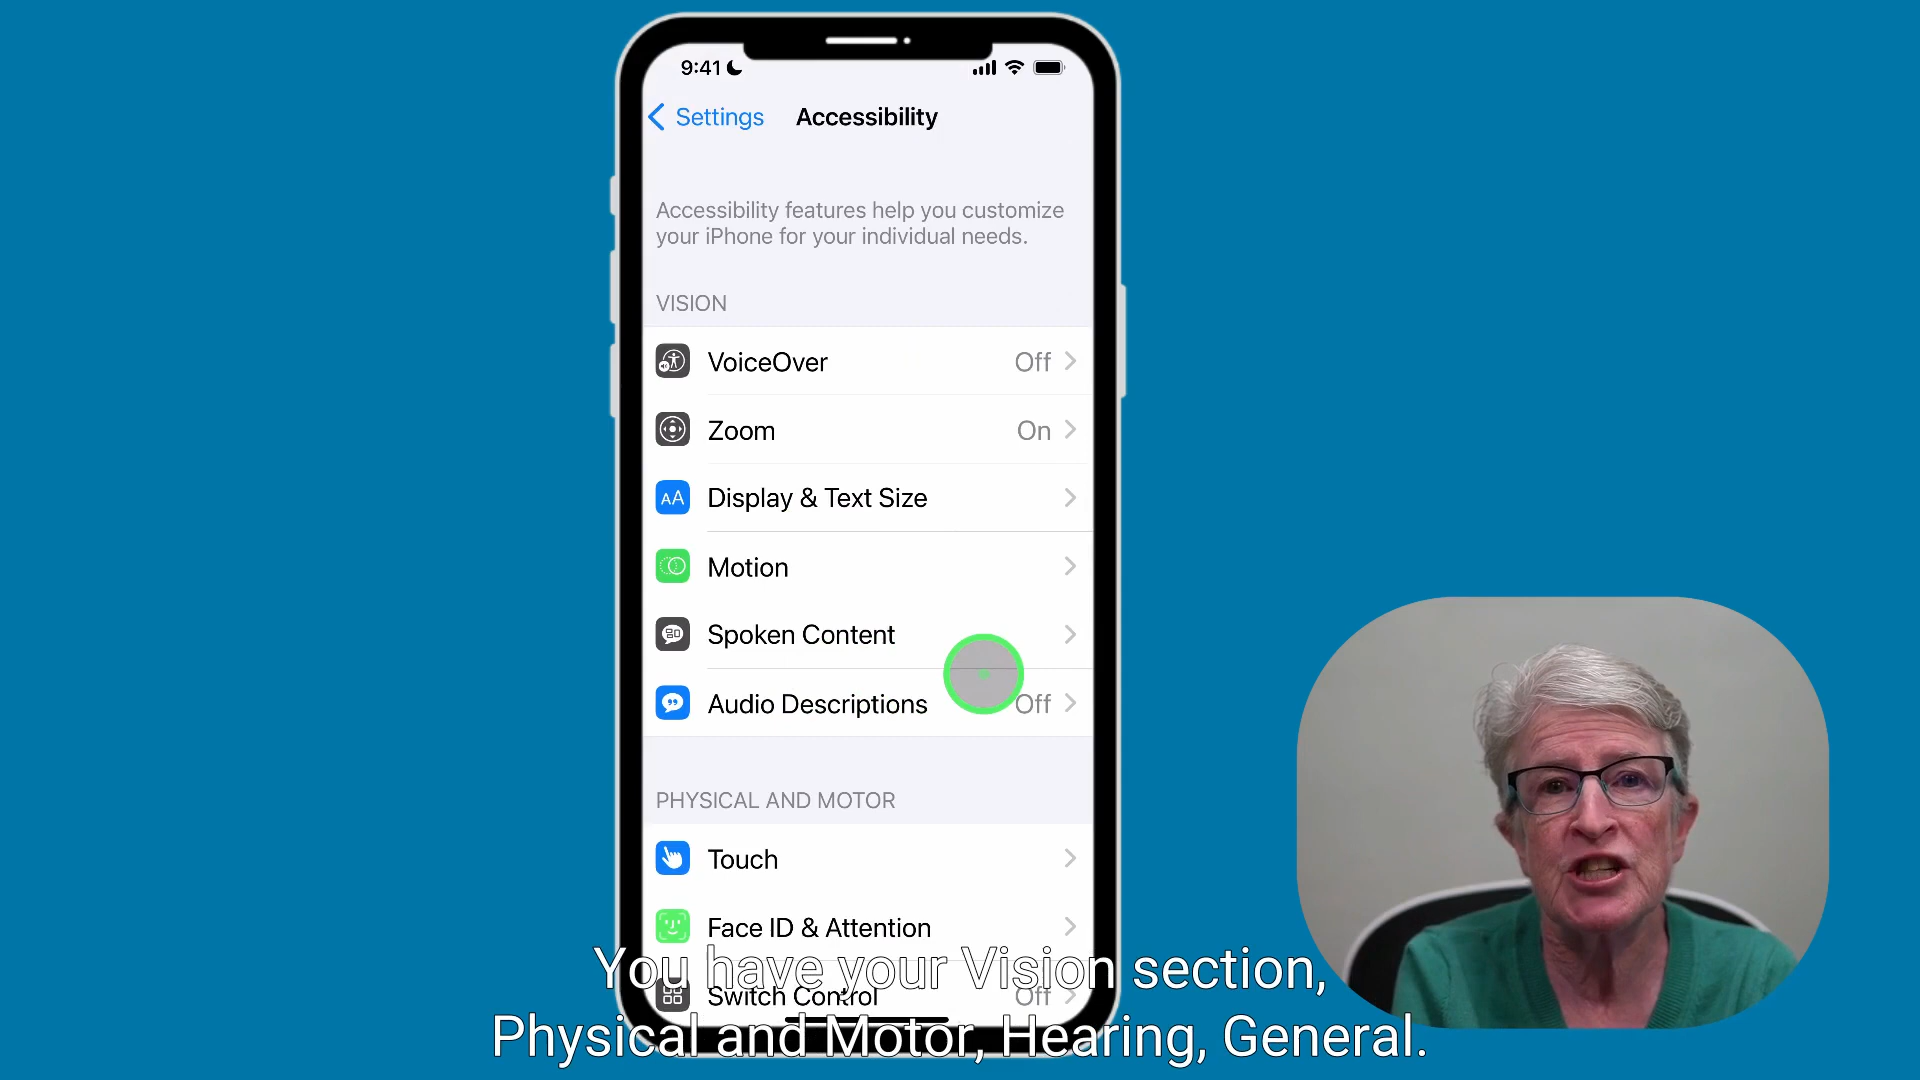 9:41
Settings
Accessibility
Accessibility features help you customize
your iPhone for your individual needs.
VISION
VoiceOver Off
Zoom On
AA Display & Text Size
Motion
Spoken Content
Audio Descriptions Off
PHYSICAL AND MOTOR
Touch
Face ID & Attention
Switch Control Off
You have your Vision section,
Physical and Motor, Hearing, General.